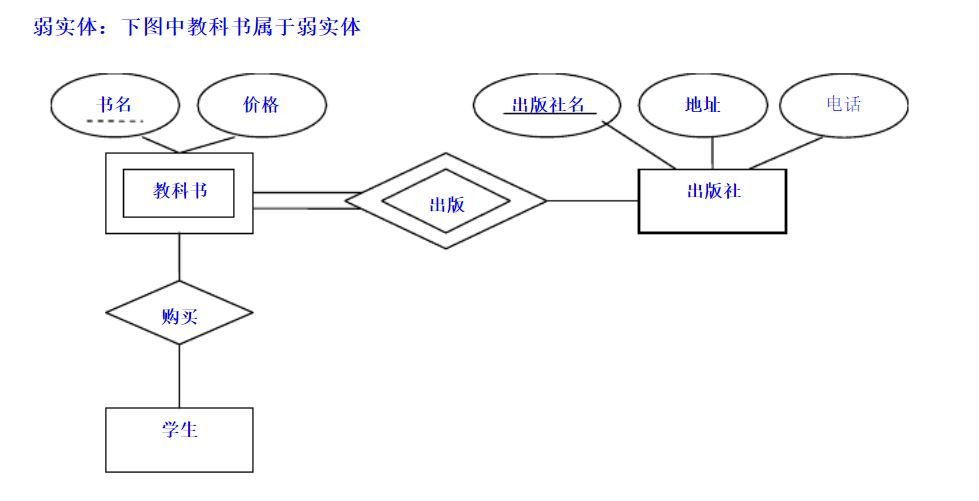 弱实体：下图中教科书属于弱实体
书名 价格 出版社名 地址 电话
教科书 出版 出版社
购买
学生